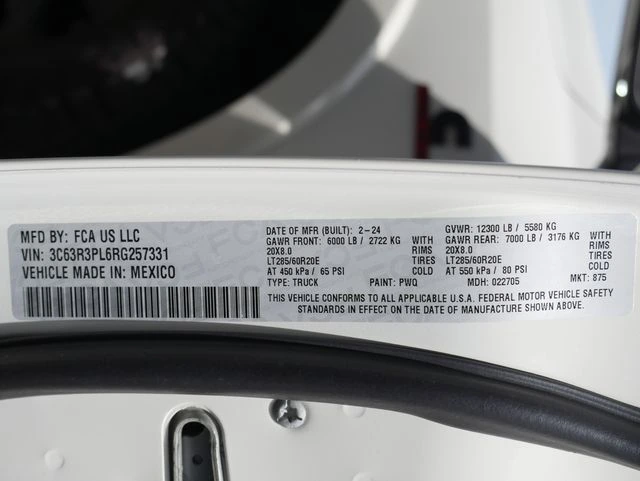 MFD BY: FCA US LLC
VIN: 3C63R3PL6RG257331
VEHICLE MADE IN: MEXICO
DATE OF MFR (BUILT): 2-24
GAWR FRONT: 6000 LB / 2722 KG
20X8.0 RIMS
LT285/60R20E TIRES
AT 450 kPa / 65 PSI COLD
TYPE: TRUCK PAINT: PWQ
GVWR: 12300 LB / 5580 KG
GAWR REAR: 7000 LB / 3176 KG
20X8.0 RIMS
LT285/60R20E TIRES
AT 550 kPa / 80 PSI COLD
MDH: 022705 MKT: 875
THIS VEHICLE CONFORMS TO ALL APPLICABLE U.S.A. FEDERAL MOTOR VEHICLE SAFETY
STANDARDS IN EFFECT ON THE DATE OF MANUFACTURE SHOWN ABOVE.